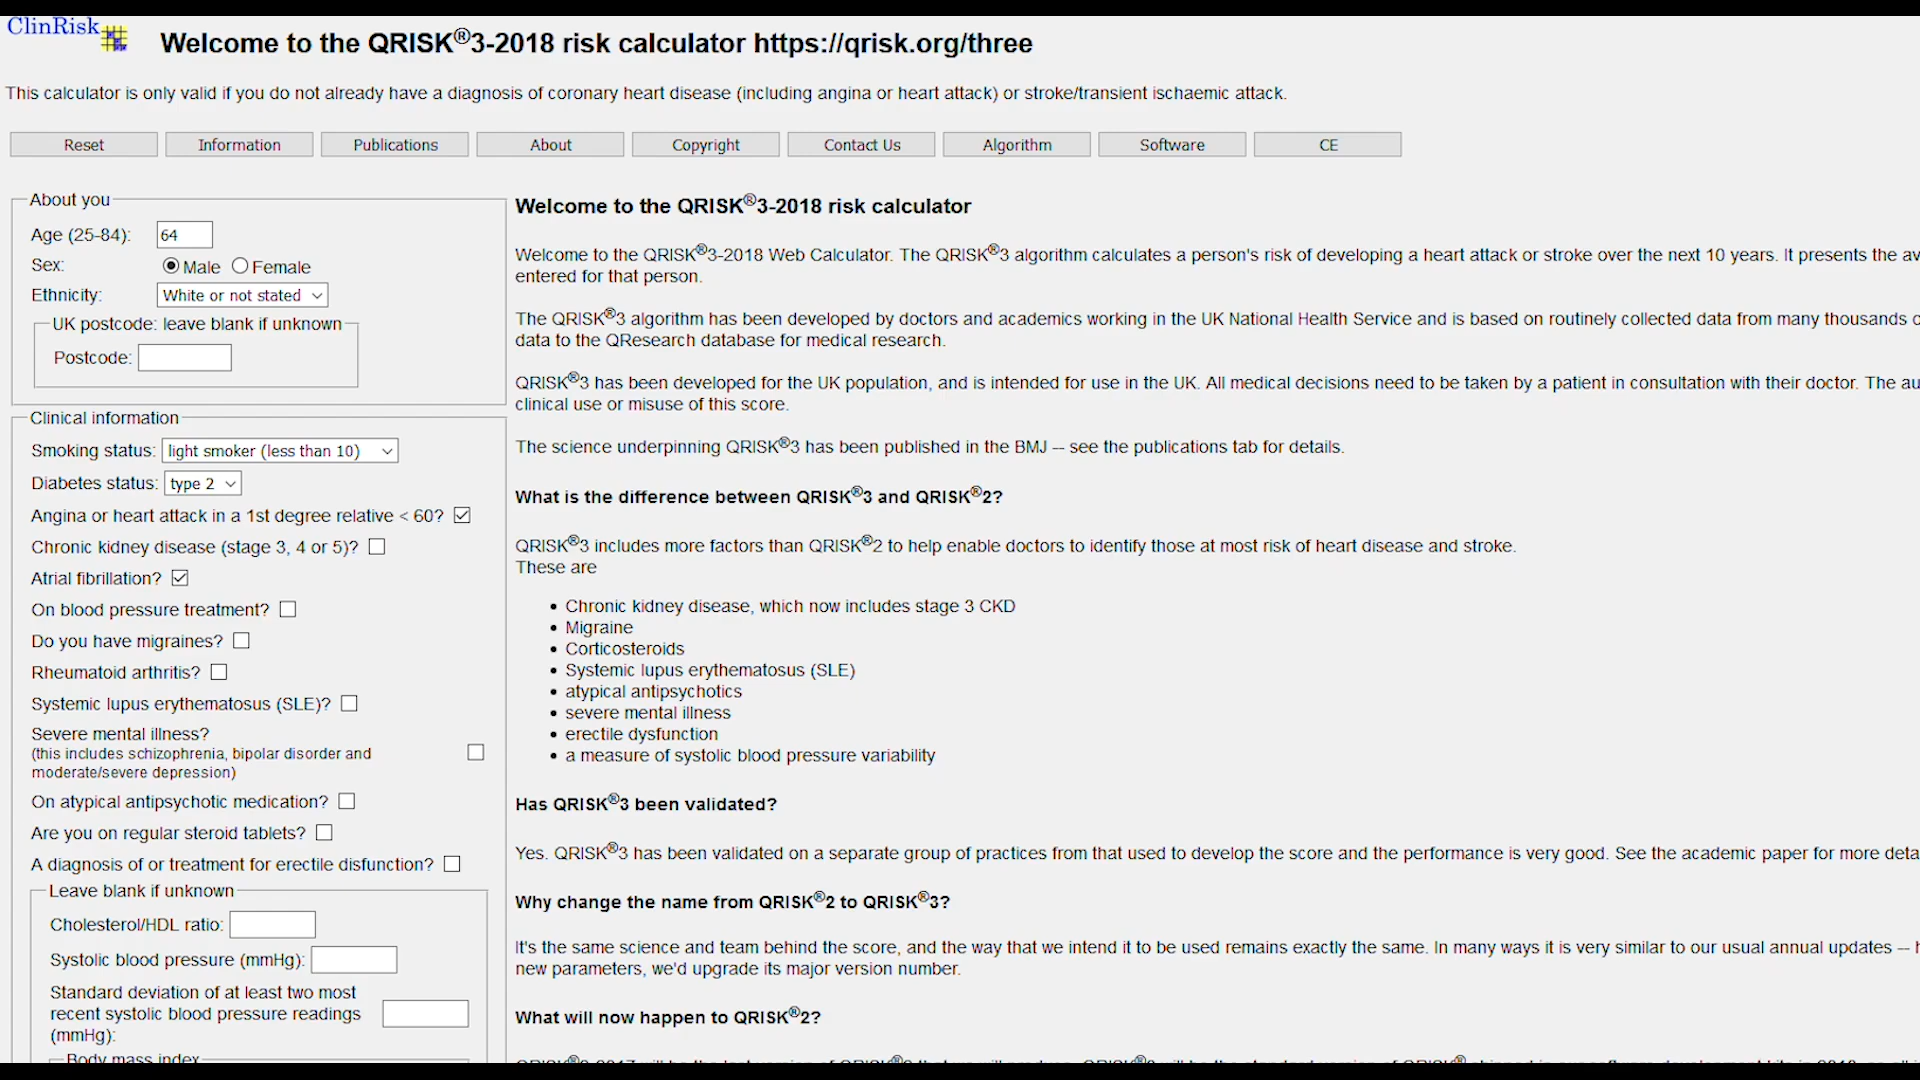 ClinRisk
Welcome to the QRISK®3-2018 risk calculator https://qrisk.org/three
This calculator is only valid if you do not already have a diagnosis of coronary heart disease (including angina or heart attack) or stroke/transient ischaemic attack.
Reset Information Publications About Copyright Contact Us Algorithm Software CE
About you
Age (25-84): 64
Sex: Male Female
Ethnicity: White or not stated
UK postcode: leave blank if unknown
Postcode:
Clinical information
Smoking status: light smoker (less than 10)
Diabetes status: type 2
Angina or heart attack in a 1st degree relative < 60?
Chronic kidney disease (stage 3, 4 or 5)?
Atrial fibrillation?
On blood pressure treatment?
Do you have migraines?
Rheumatoid arthritis?
Systemic lupus erythematosus (SLE)?
Severe mental illness?
(this includes schizophrenia, bipolar disorder and
moderate/severe depression)
On atypical antipsychotic medication?
Are you on regular steroid tablets?
A diagnosis of or treatment for erectile disfunction?
Leave blank if unknown
Cholesterol/HDL ratio:
Systolic blood pressure (mmHg):
Standard deviation of at least two most
recent systolic blood pressure readings
(mmHg):
Body mass index
Welcome to the QRISK®3-2018 risk calculator
Welcome to the QRISK®3-2018 Web Calculator. The QRISK®3 algorithm calculates a person's risk of developing a heart attack or stroke over the next 10 years. It presents the av
entered for that person.
The QRISK®3 algorithm has been developed by doctors and academics working in the UK National Health Service and is based on routinely collected data from many thousands o
data to the QResearch database for medical research.
QRISK®3 has been developed for the UK population, and is intended for use in the UK. All medical decisions need to be taken by a patient in consultation with their doctor. The au
clinical use or misuse of this score.
The science underpinning QRISK®3 has been published in the BMJ -- see the publications tab for details.
What is the difference between QRISK®3 and QRISK®2?
QRISK®3 includes more factors than QRISK®2 to help enable doctors to identify those at most risk of heart disease and stroke.
These are
• Chronic kidney disease, which now includes stage 3 CKD
• Migraine
• Corticosteroids
• Systemic lupus erythematosus (SLE)
• atypical antipsychotics
• severe mental illness
• erectile dysfunction
• a measure of systolic blood pressure variability
Has QRISK®3 been validated?
Yes. QRISK®3 has been validated on a separate group of practices from that used to develop the score and the performance is very good. See the academic paper for more deta
Why change the name from QRISK®2 to QRISK®3?
It's the same science and team behind the score, and the way that we intend it to be used remains exactly the same. In many ways it is very similar to our usual annual updates -- h
new parameters, we'd upgrade its major version number.
What will now happen to QRISK®2?